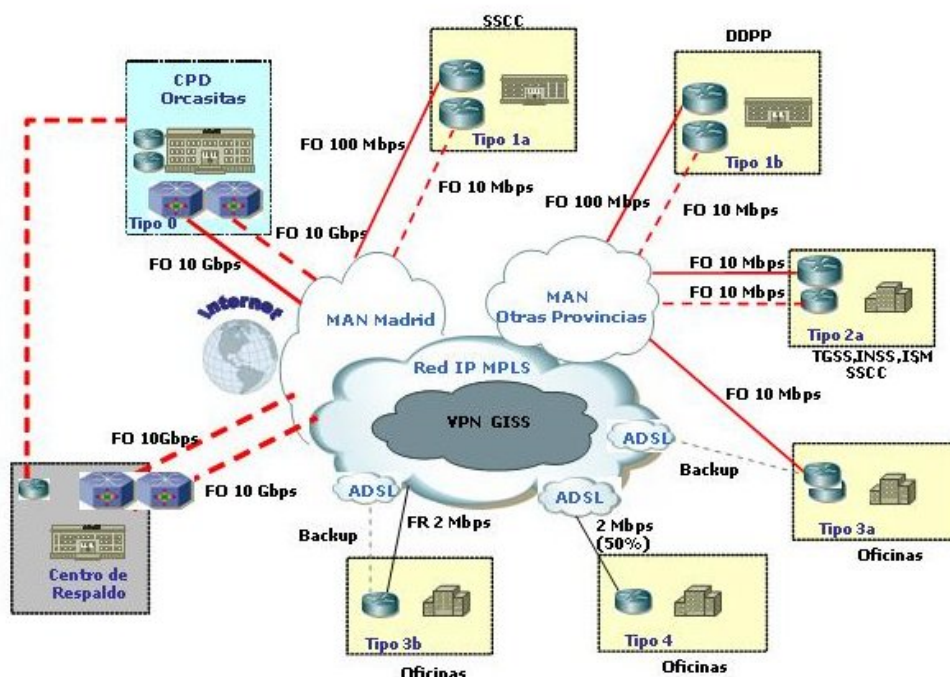 SSCC
DDPP
CPD
Orcasitas
Tipo 0
Tipo 1a
Tipo 1b
FO 100 Mbps
FO 10 Mbps
FO 100 Mbps
FO 10 Mbps
FO 10 Gbps
FO 10 Gbps
Internet
MAN Madrid
MAN
Otras Provincias
FO 10 Mbps
FO 10 Mbps
Tipo 2a
TGSS,INSS,ISM
SSCC
Red IP MPLS
VPN GISS
FO 10 Mbps
FO 10Gbps
FO 10 Gbps
ADSL
Backup
ADSL
ADSL
Tipo 3a
Oficinas
Centro de
Respaldo
Backup
FR 2 Mbps
2 Mbps
(50%)
Tipo 3b
Oficinas
Tipo 4
Oficinas